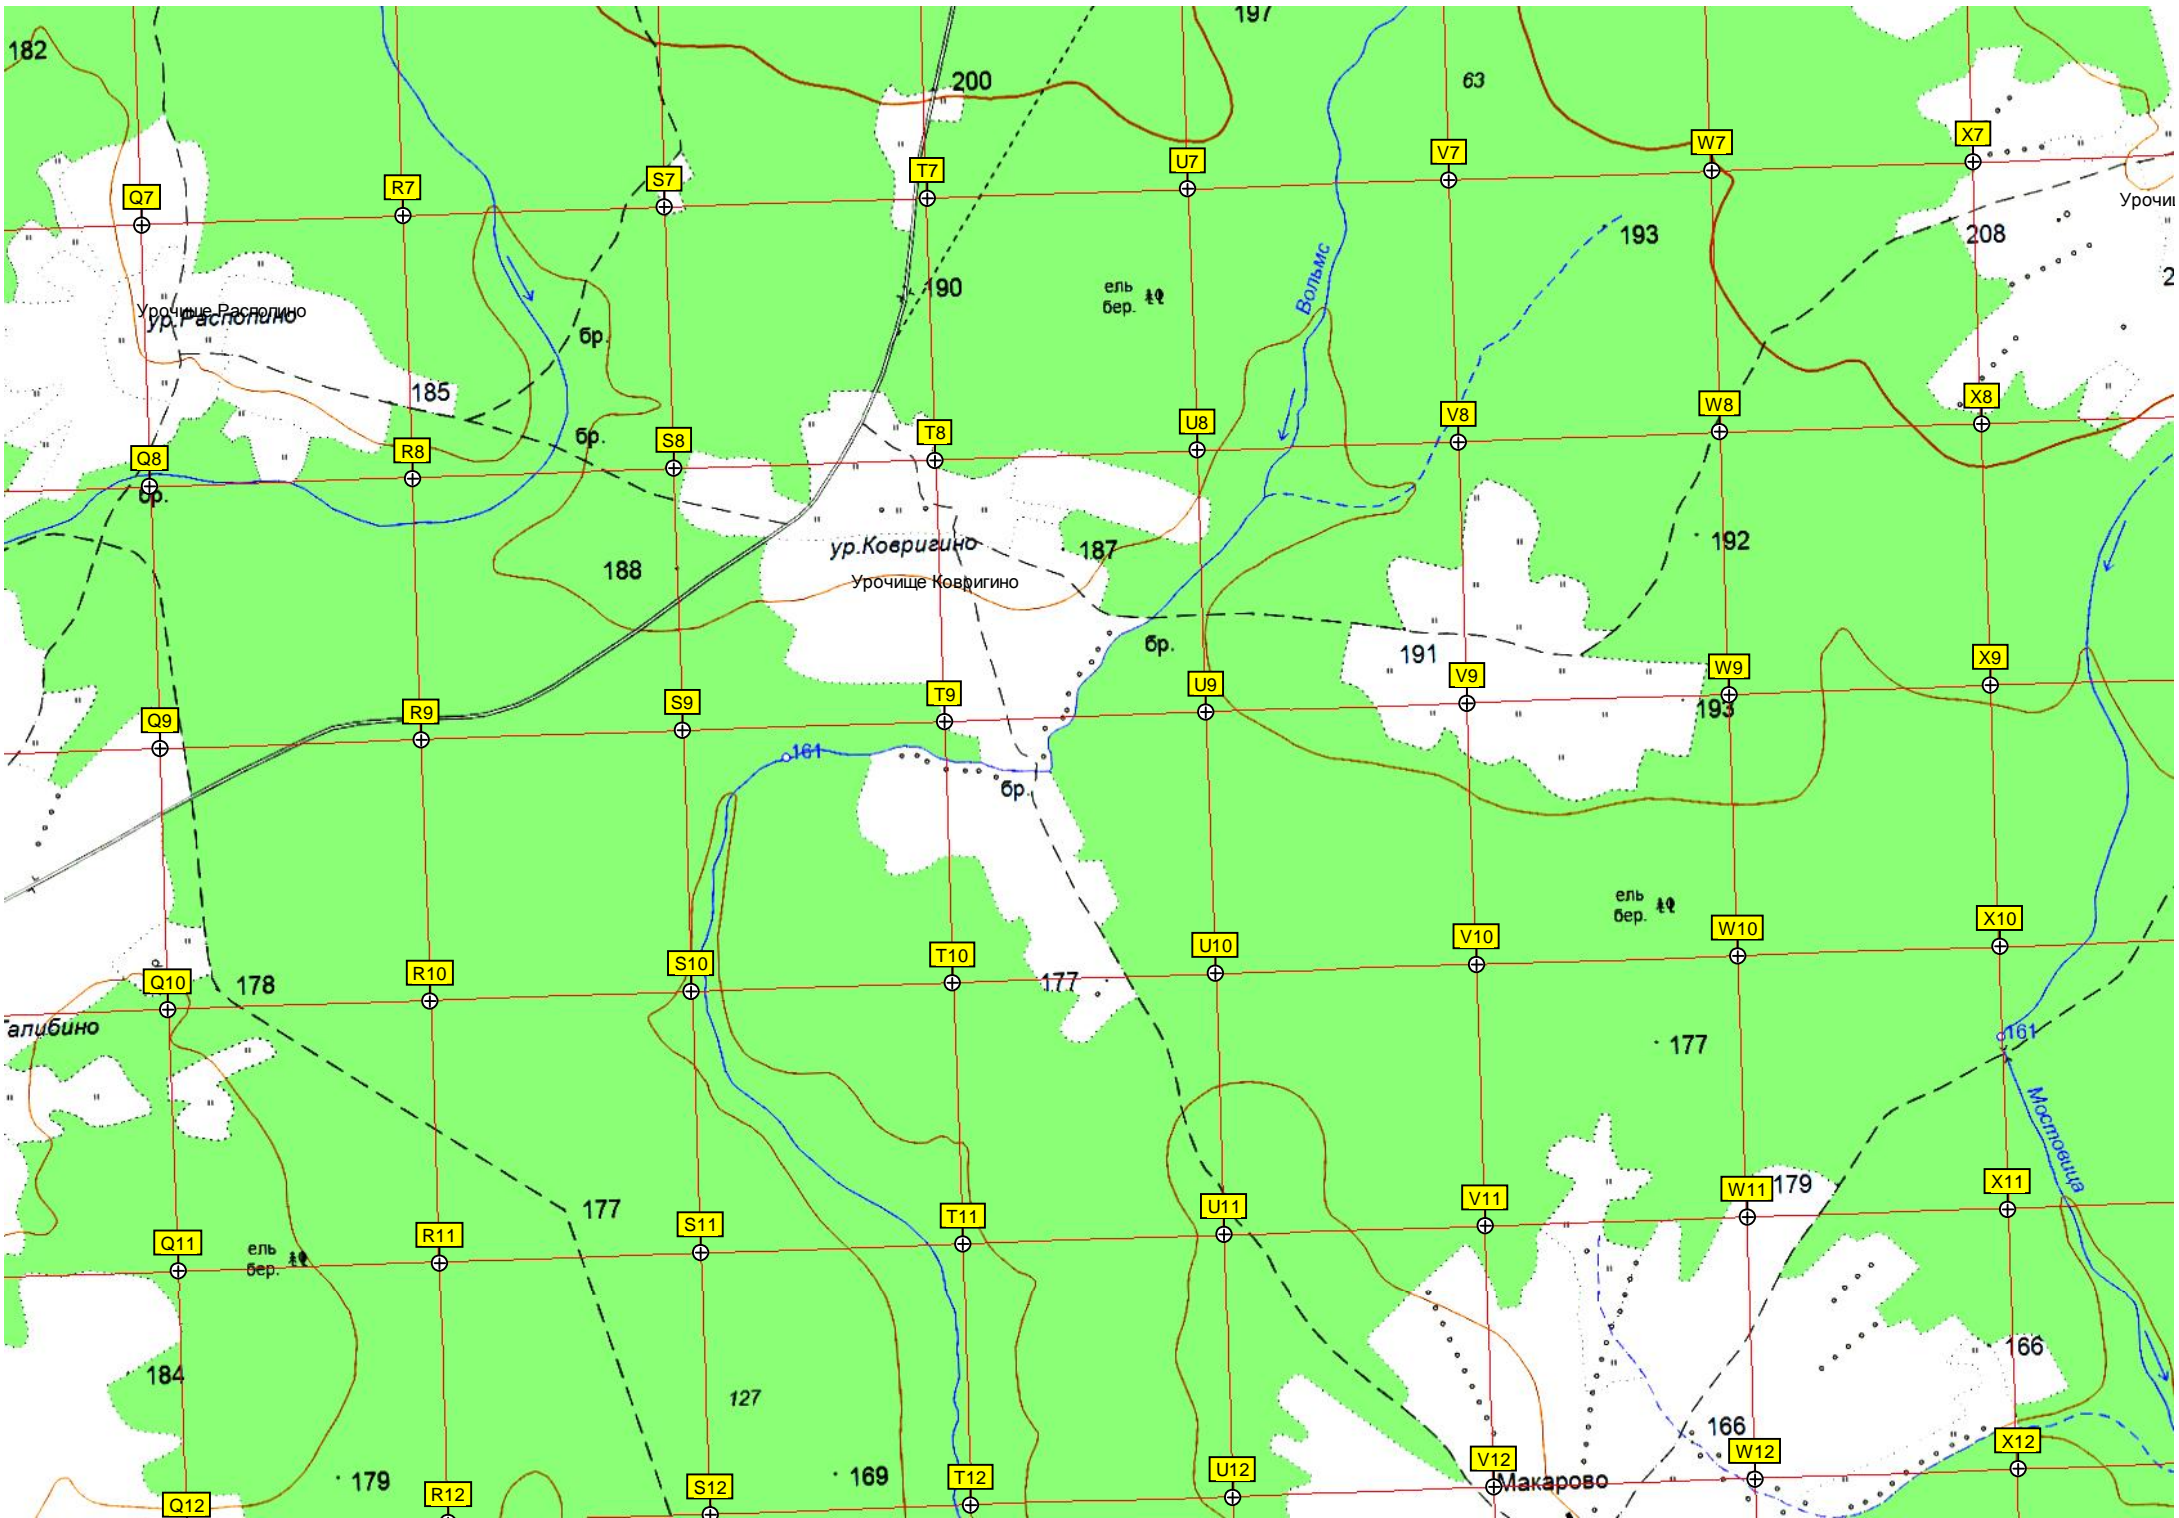 197
182
200
63
X7
W7
V7
U7
T7
S7
R7
Q7
193
208
190
ель
бер.
Вольмс
Урочище Располино
ур.Располино
бр.
185
X8
W8
V8
U8
T8
S8
R8
Q8
бр.
бр.
192
187
ур.Ковригино
188
Урочище Ковригино
бр.
191
X9
W9
V9
U9
T9
S9
R9
Q9
193
161
бр.
ель
бер.
X10
W10
V10
U10
T10
S10
R10
Q10
178
177
алибино
177
161
Мостовица
X11
W11
179
V11
U11
T11
S11
R11
Q11
177
ель
бер.
166
184
127
166
X12
W12
V12
U12
T12
S12
R12
Q12
179
169
Макарово